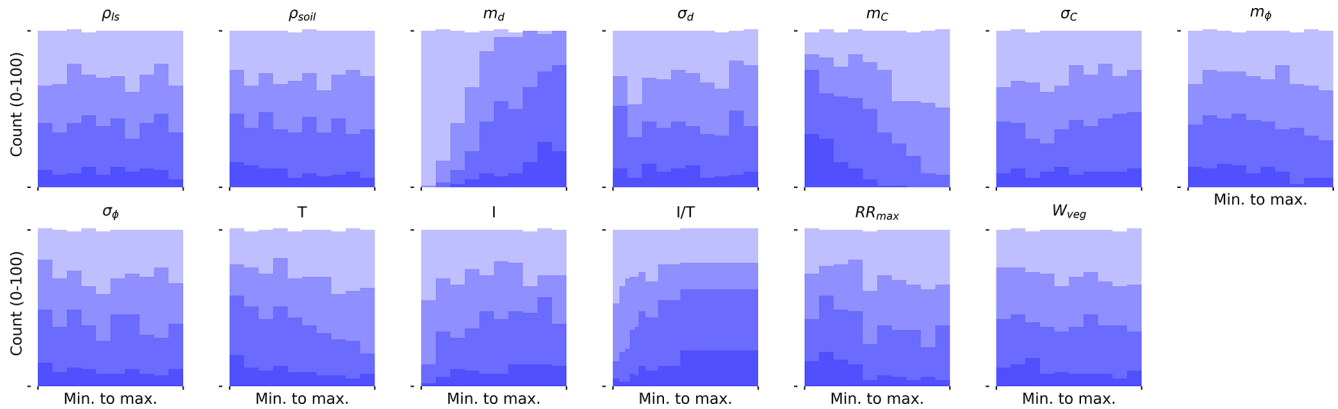 ρ_ls ρ_soil m_d σ_d m_C σ_C m_ϕ
Count (0-100)
Min. to max.
σ_ϕ T I I/T RR_max W_veg
Count (0-100)
Min. to max. Min. to max. Min. to max. Min. to max. Min. to max. Min. to max.